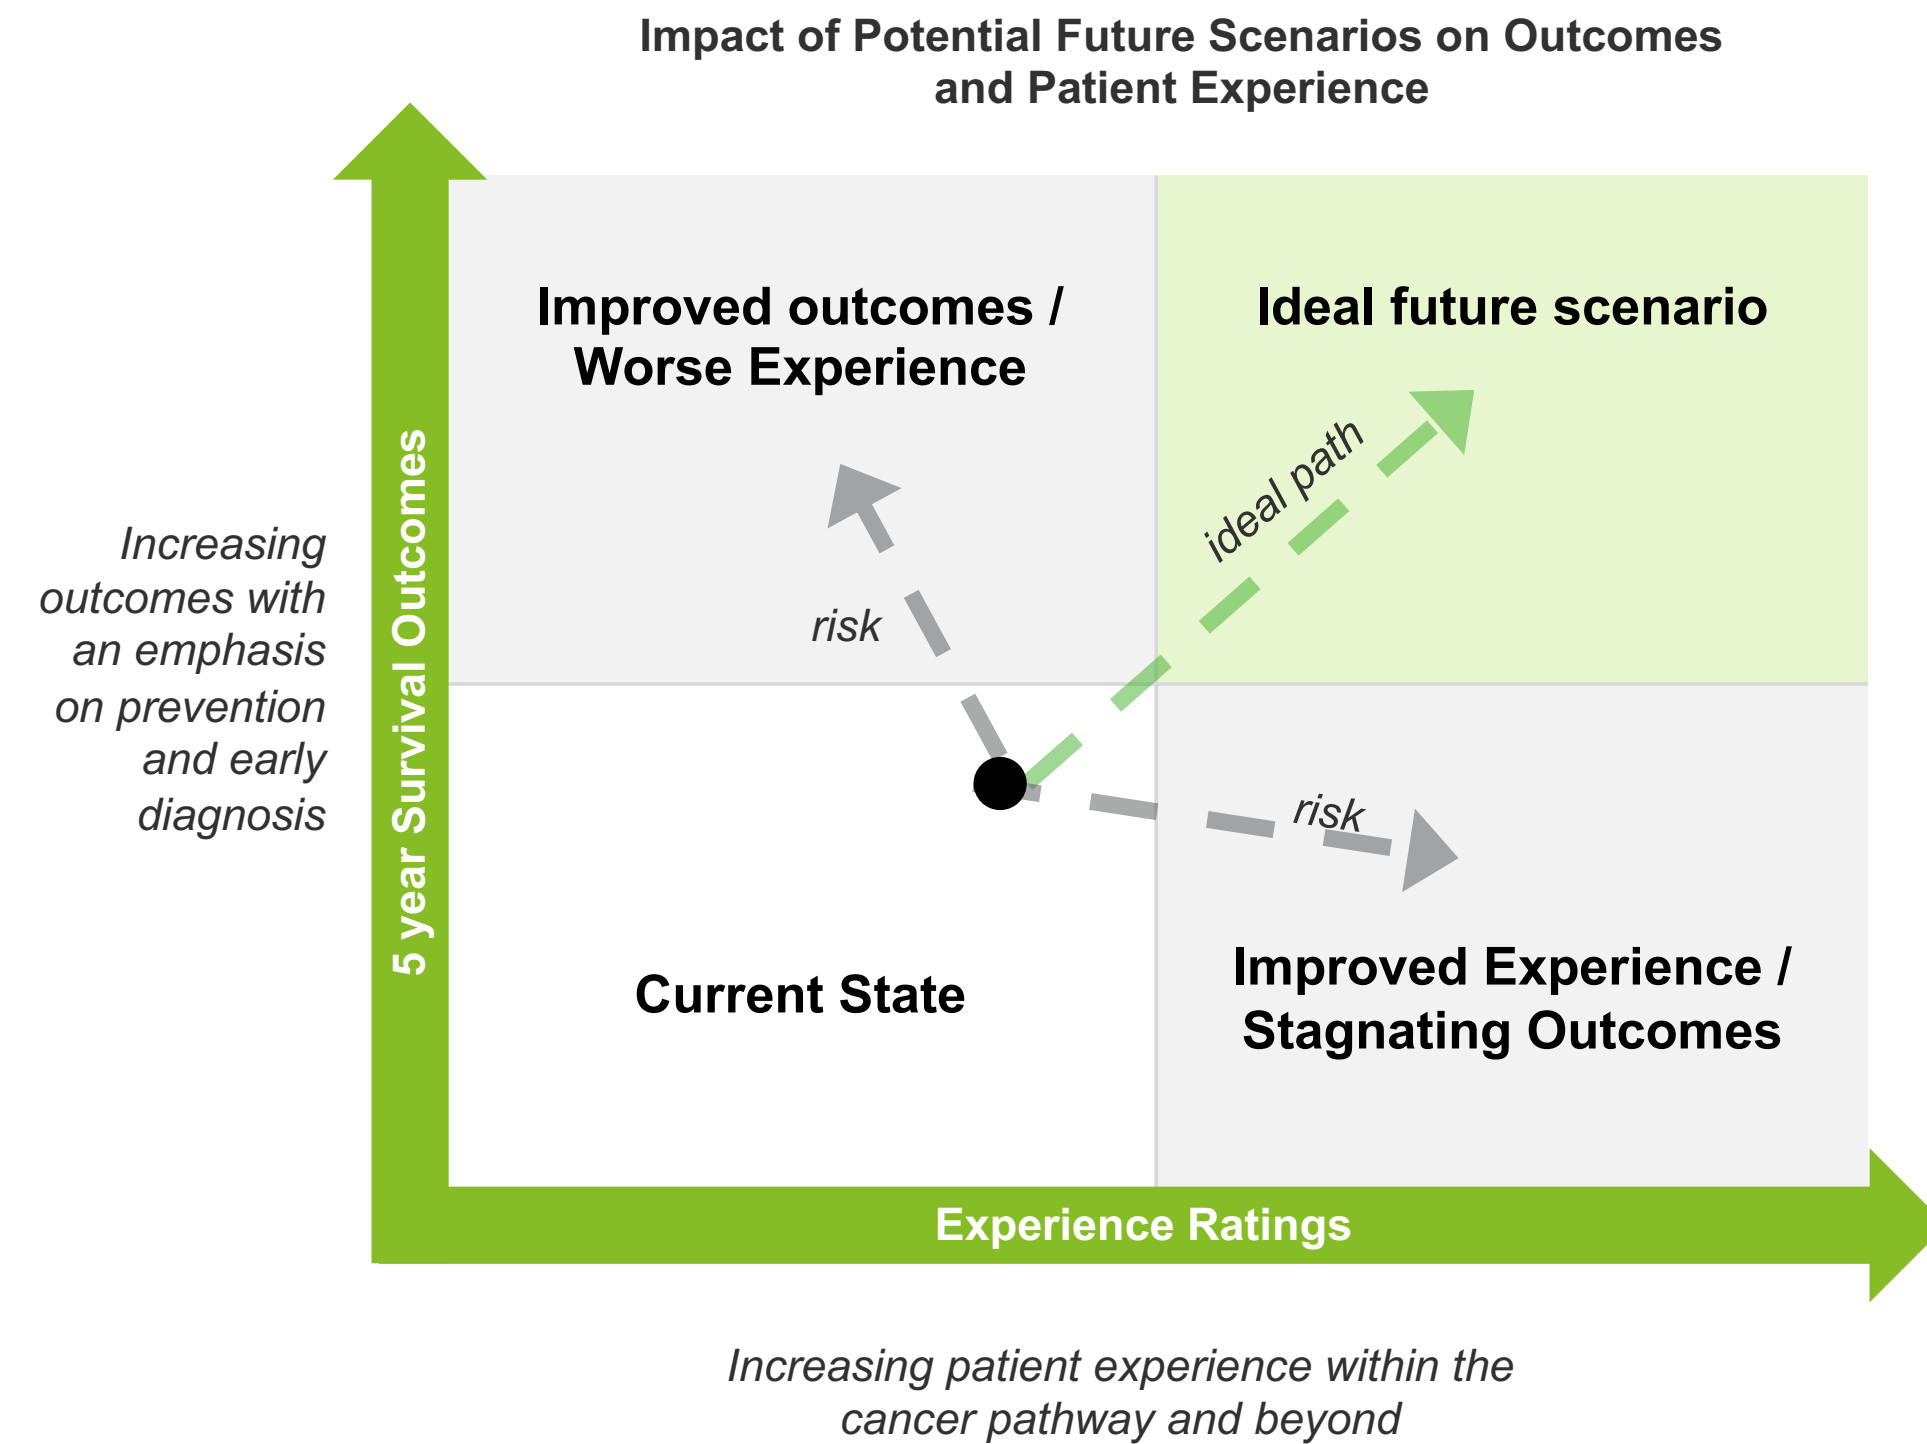 Impact of Potential Future Scenarios on Outcomes
and Patient Experience
Improved outcomes /
Worse Experience
Ideal future scenario
ideal path
risk
risk
Increasing
outcomes with
an emphasis
on prevention
and early
diagnosis
5 year Survival Outcomes
Current State
Improved Experience /
Stagnating Outcomes
Experience Ratings
Increasing patient experience within the
cancer pathway and beyond